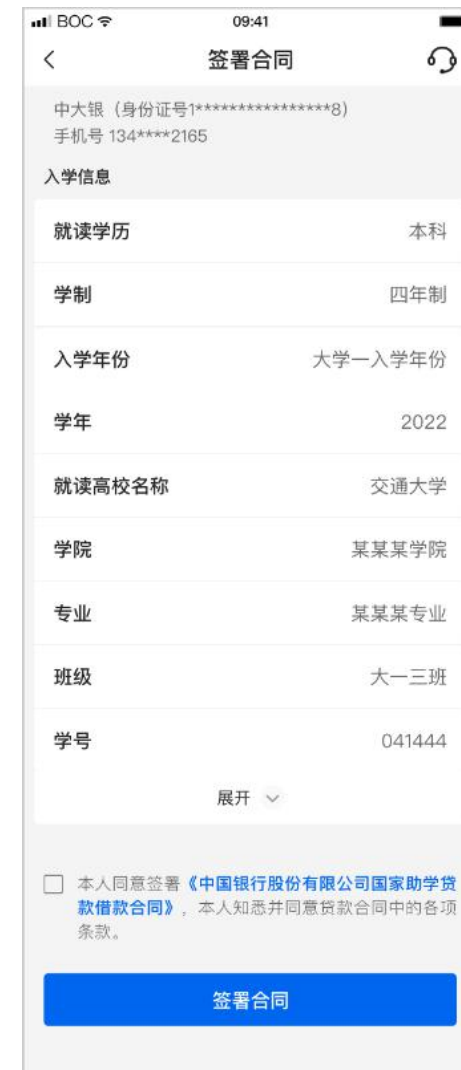 BOC 09:41
签署合同
中大银（身份证号1****************8）
手机号 134****2165
入学信息
就读学历 本科
学制 四年制
入学年份 大学一入学年份
学年 2022
就读高校名称 交通大学
学院 某某某学院
专业 某某某专业
班级 大一三班
学号 041444
展开
本人同意签署《中国银行股份有限公司国家助学贷
款借款合同》，本人知悉并同意贷款合同中的各项
条款。
签署合同